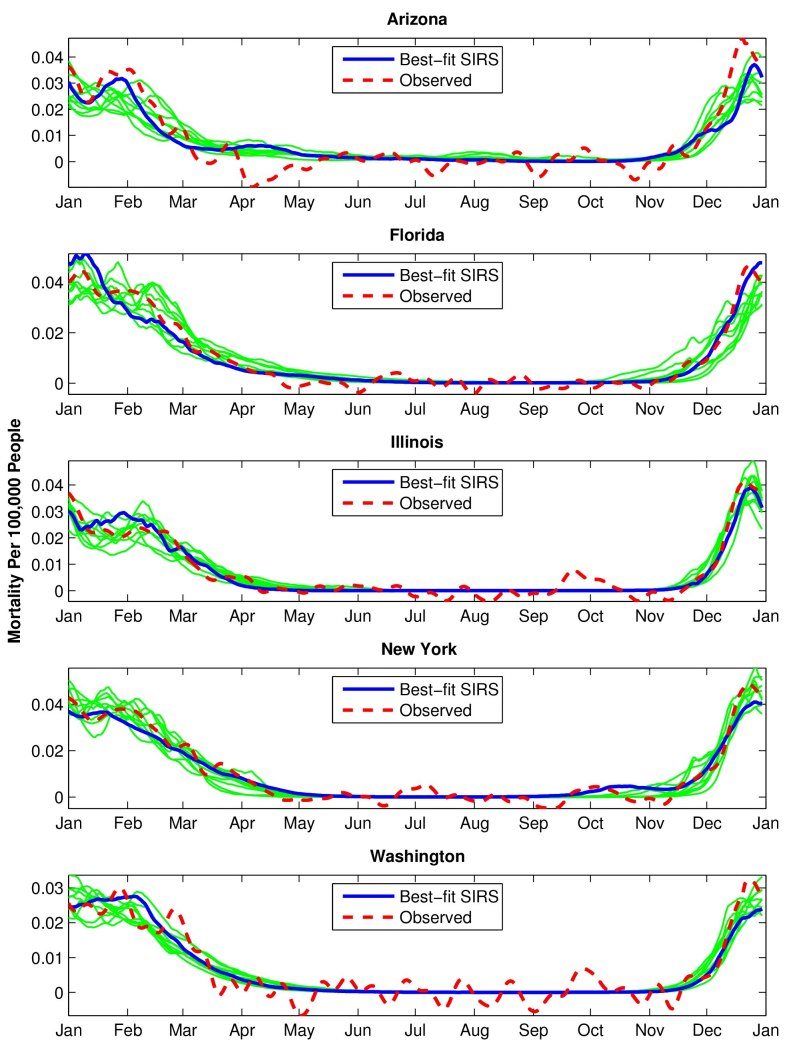 Arizona
0.04
0.03
0.02
0.01
0
Best-fit SIRS
Observed
Jan Feb Mar Apr May Jun Jul Aug Sep Oct Nov Dec Jan
Florida
0.04
0.02
0
Best-fit SIRS
Observed
Jan Feb Mar Apr May Jun Jul Aug Sep Oct Nov Dec Jan
Mortality Per 100,000 People
Illinois
0.04
0.03
0.02
0.01
0
Best-fit SIRS
Observed
Jan Feb Mar Apr May Jun Jul Aug Sep Oct Nov Dec Jan
New York
0.04
0.02
0
Best-fit SIRS
Observed
Jan Feb Mar Apr May Jun Jul Aug Sep Oct Nov Dec Jan
Washington
0.03
0.02
0.01
0
Best-fit SIRS
Observed
Jan Feb Mar Apr May Jun Jul Aug Sep Oct Nov Dec Jan